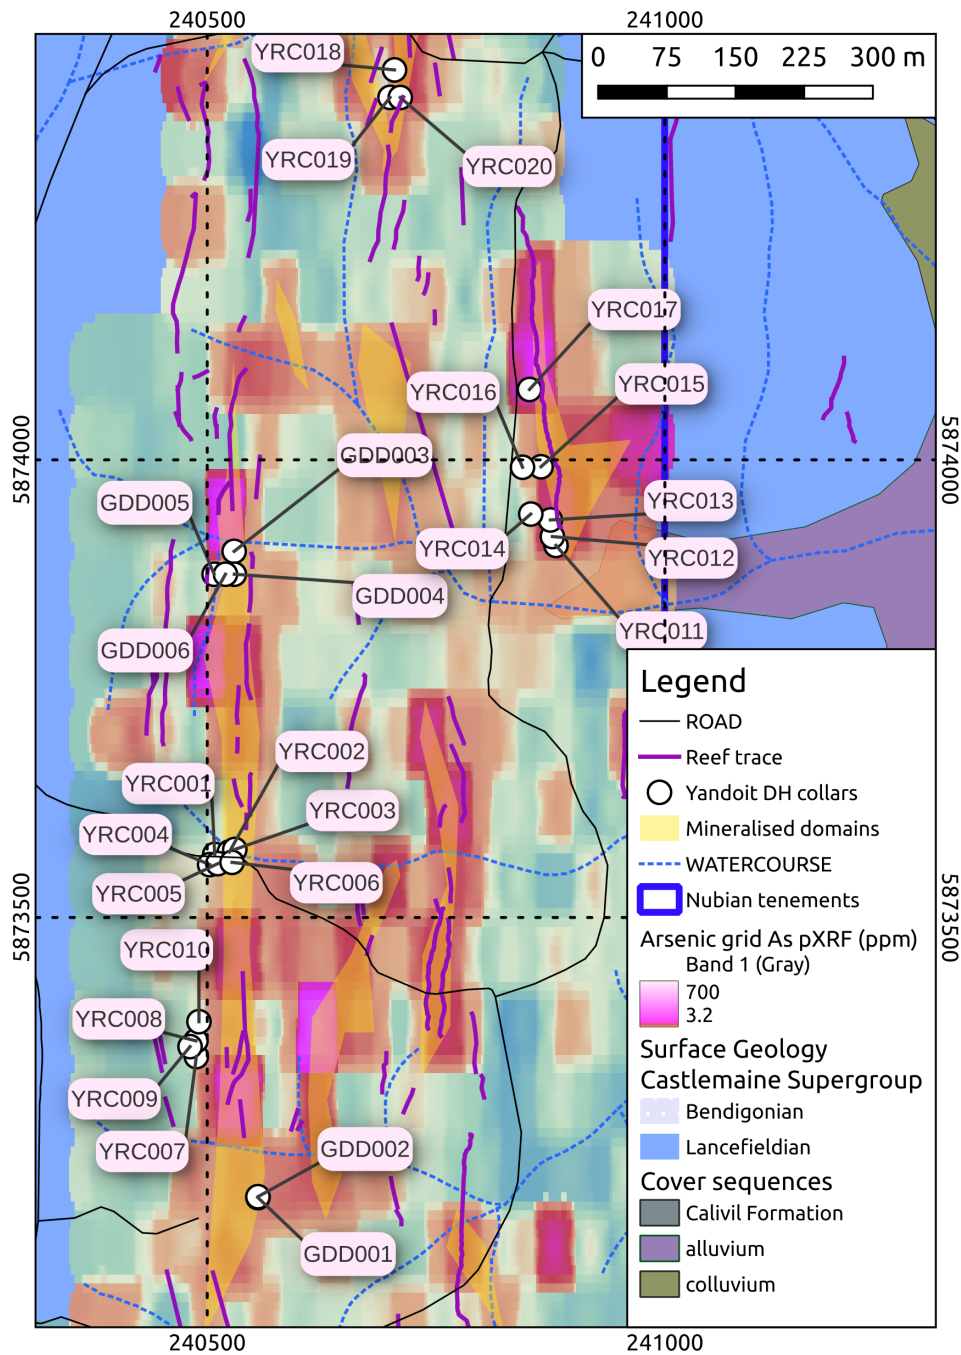 240500
241000
0 75 150 225 300 m
YRC018
YRC019
YRC020
YRC017
YRC016
YRC015
5874000
5874000
GDD003
GDD005
YRC013
YRC014
YRC012
GDD004
YRC011
GDD006
YRC002
YRC001
YRC003
YRC004
YRC005
YRC006
5873500
5873500
YRC010
YRC008
YRC009
YRC007
GDD002
GDD001
Legend
ROAD
Reef trace
Yandoit DH collars
Mineralised domains
WATERCOURSE
Nubian tenements
Arsenic grid As pXRF (ppm)
Band 1 (Gray)
700
3.2
Surface Geology
Castlemaine Supergroup
Bendigonian
Lancefieldian
Cover sequences
Calivil Formation
alluvium
colluvium
240500
241000